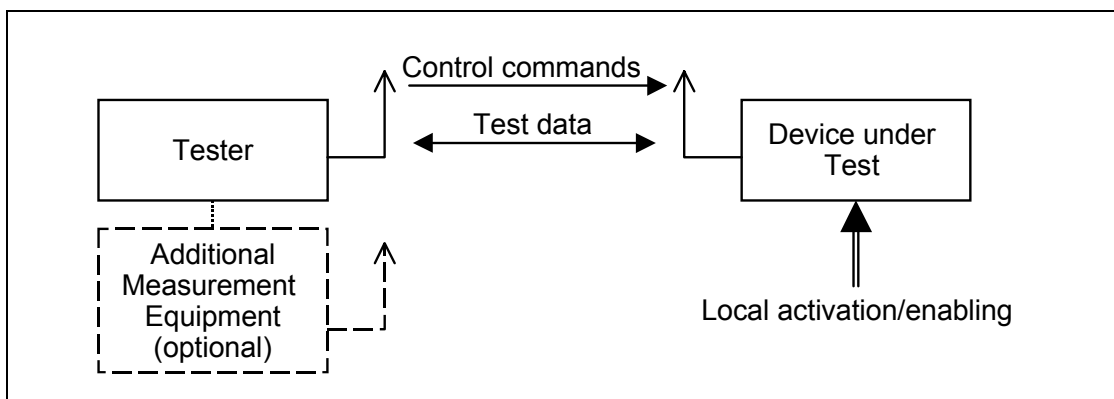 Control commands
Test data
Tester
Device under
Test
Additional
Measurement
Equipment
(optional)
Local activation/enabling